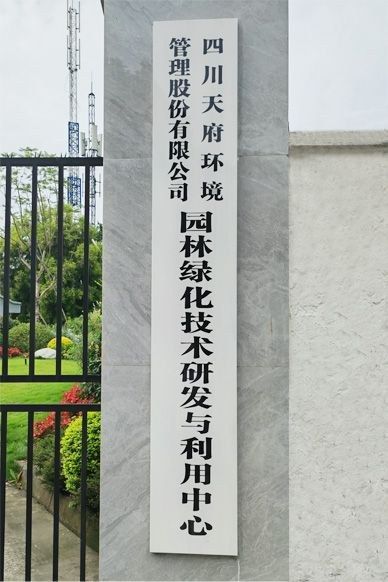 四川天府环境
管理股份有限公司
园林绿化技术研发与利用中心